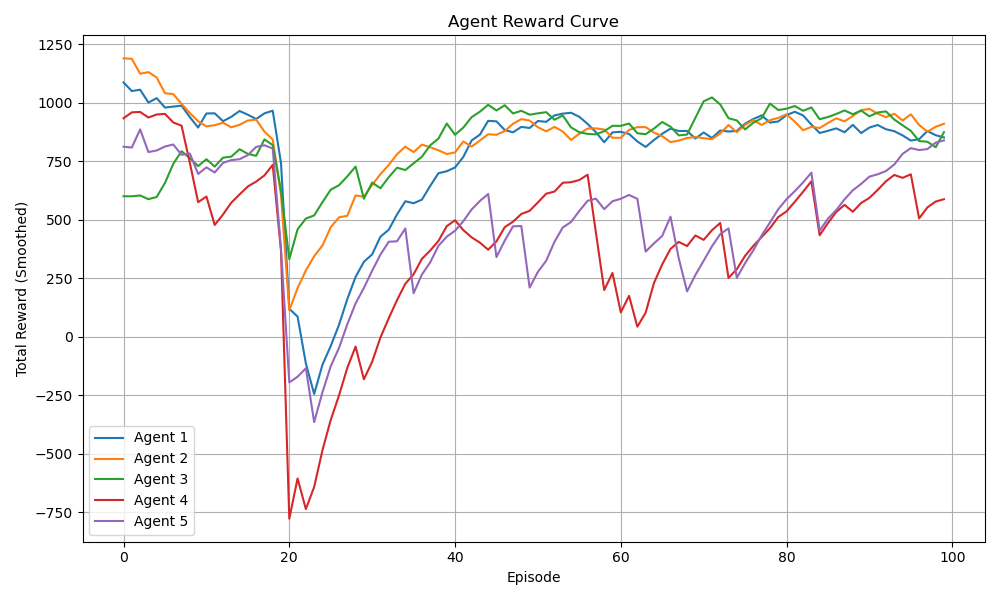 Agent Reward Curve
Total Reward (Smoothed)
1250
1000
750
500
250
0
−250
−500
−750
Agent 1
Agent 2
Agent 3
Agent 4
Agent 5
0 20 40 60 80 100
Episode